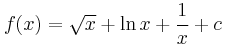 f(x) = √x + ln x + 1/x + c